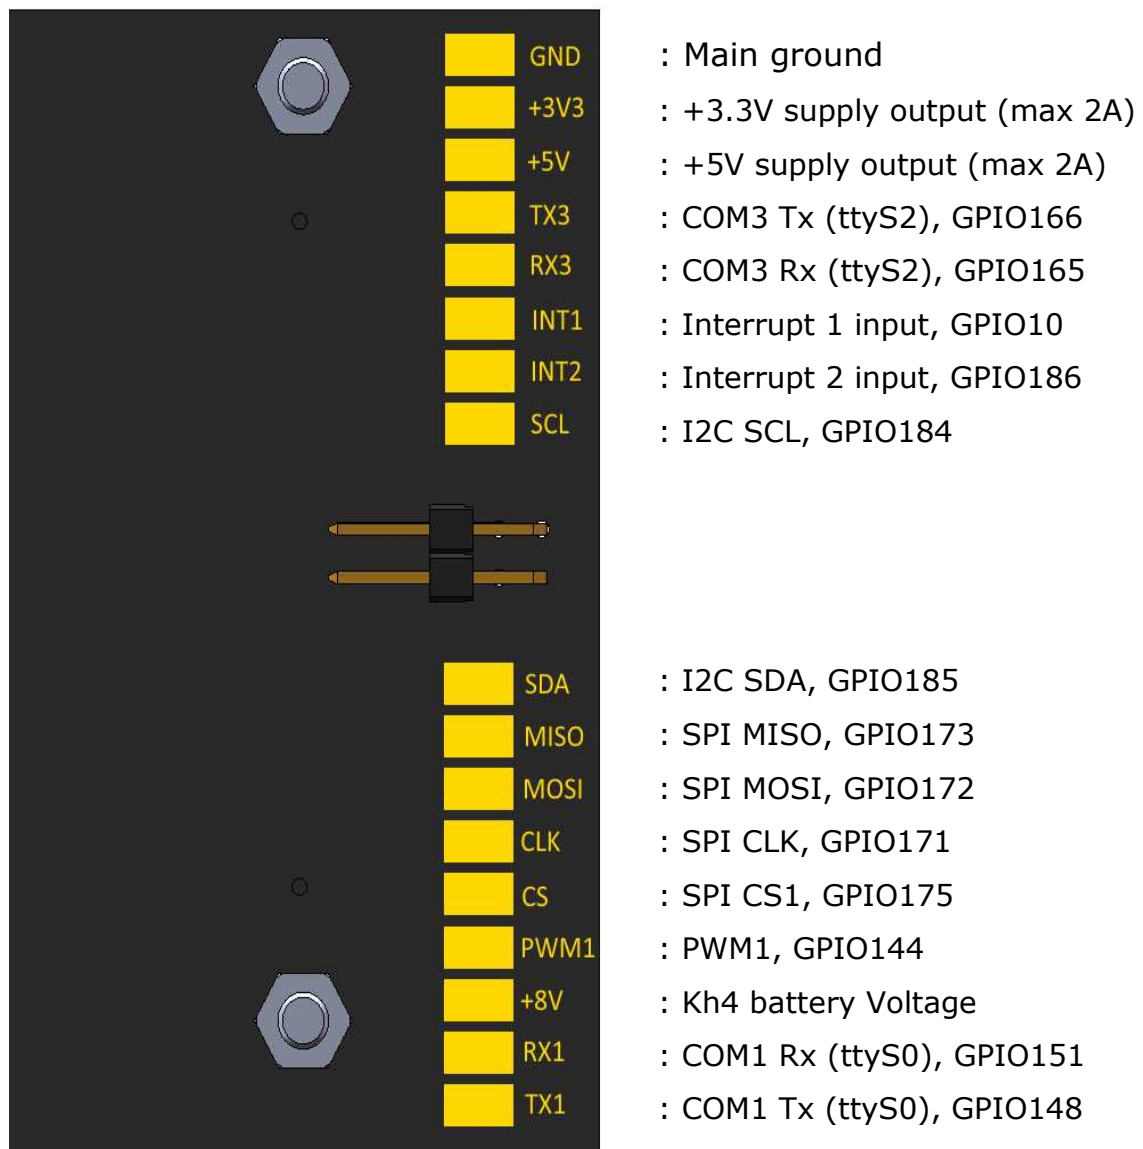 GND : Main ground
+3V3 : +3.3V supply output (max 2A)
+5V : +5V supply output (max 2A)
TX3 : COM3 Tx (ttyS2), GPIO166
RX3 : COM3 Rx (ttyS2), GPIO165
INT1 : Interrupt 1 input, GPIO10
INT2 : Interrupt 2 input, GPIO186
SCL : I2C SCL, GPIO184
SDA : I2C SDA, GPIO185
MISO : SPI MISO, GPIO173
MOSI : SPI MOSI, GPIO172
CLK : SPI CLK, GPIO171
CS : SPI CS1, GPIO175
PWM1 : PWM1, GPIO144
+8V : Kh4 battery Voltage
RX1 : COM1 Rx (ttyS0), GPIO151
TX1 : COM1 Tx (ttyS0), GPIO148